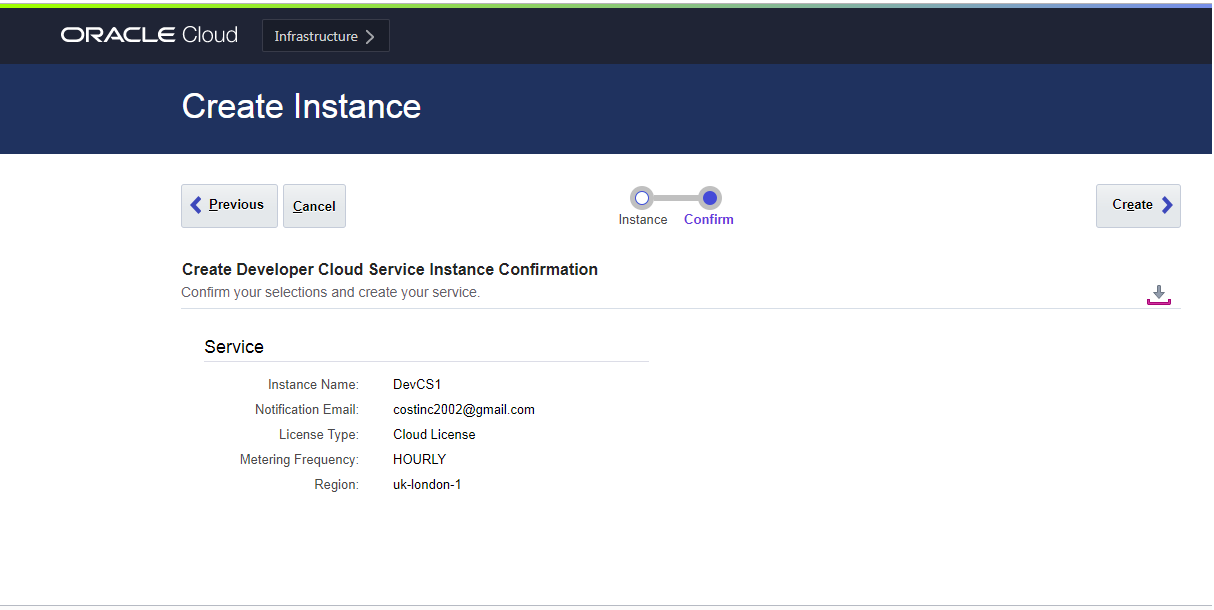 ORACLE Cloud Infrastructure
Create Instance
Previous Cancel Create
Instance Confirm
Create Developer Cloud Service Instance Confirmation
Confirm your selections and create your service.
Service
Instance Name: DevCS1
Notification Email: costinc2002@gmail.com
License Type: Cloud License
Metering Frequency: HOURLY
Region: uk-london-1